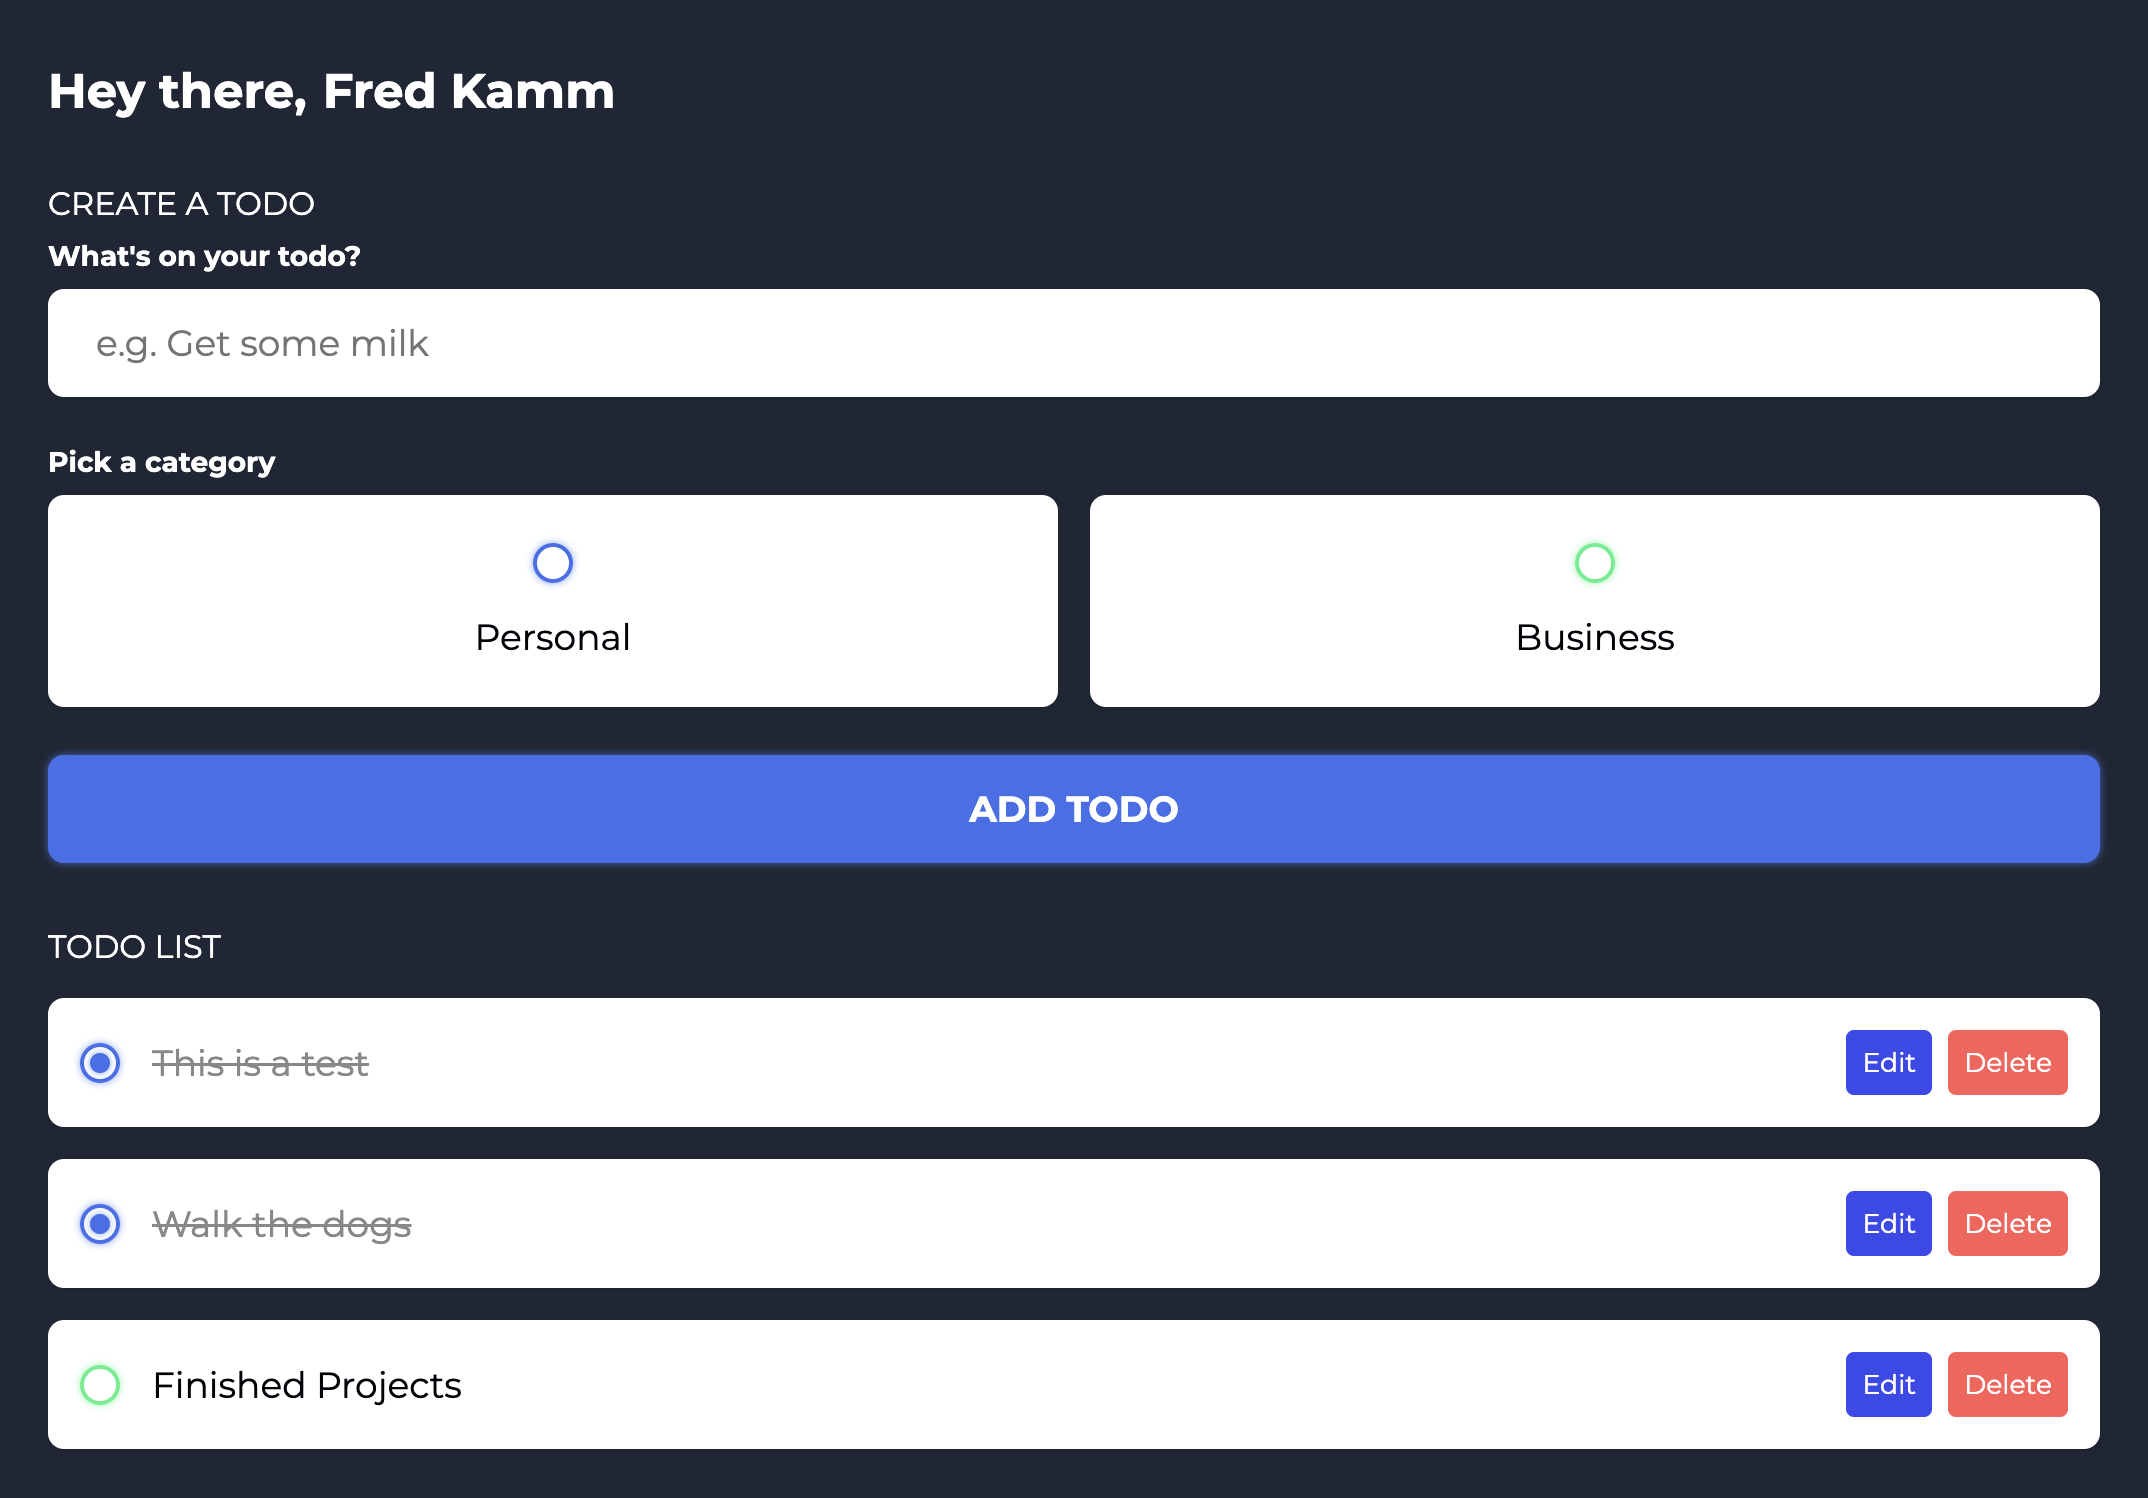 Hey there, Fred Kamm
CREATE A TODO
What's on your todo?
e.g. Get some milk
Pick a category
Personal
Business
ADD TODO
TODO LIST
This is a test
Edit
Delete
Walk the dogs
Edit
Delete
Finished Projects
Edit
Delete